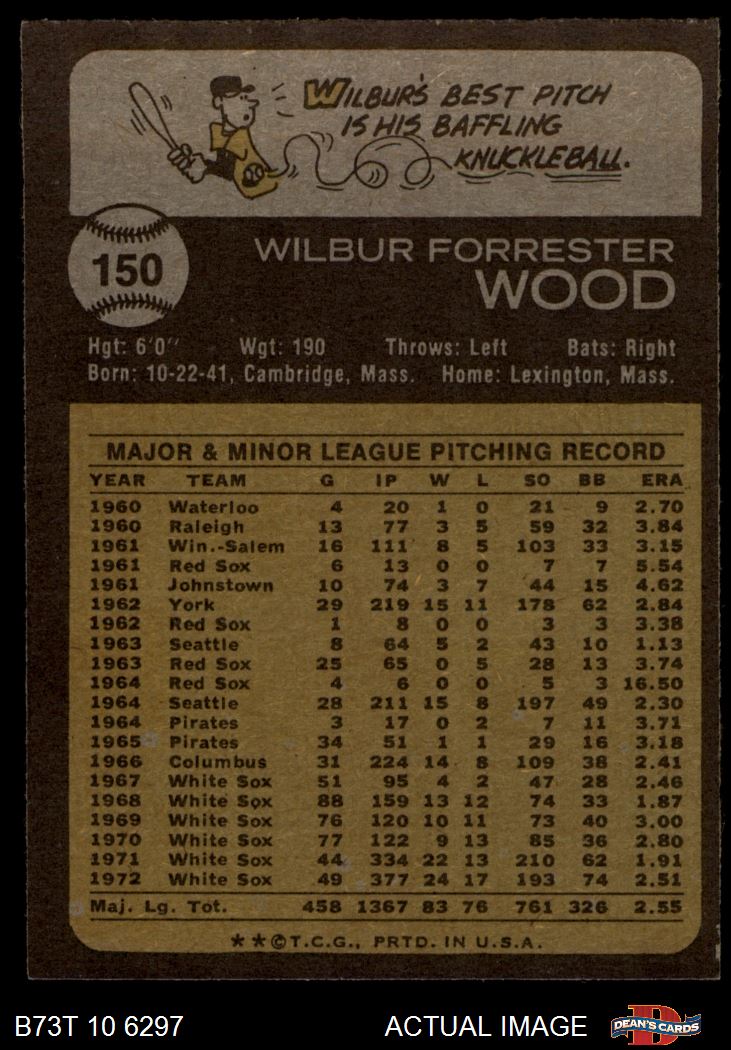 WILBUR'S BEST PITCH
IS HIS BAFFLING
KNUCKLEBALL.
150
WILBUR FORRESTER
WOOD
Hgt: 6'0" Wgt: 190 Throws: Left Bats: Right
Born: 10-22-41, Cambridge, Mass. Home: Lexington, Mass.
MAJOR & MINOR LEAGUE PITCHING RECORD
YEAR TEAM G IP W L SO BB ERA
1960 Waterloo 4 20 1 0 21 9 2.70
1960 Raleigh 13 77 3 5 59 32 3.84
1961 Win.-Salem 16 111 8 5 103 33 3.15
1961 Red Sox 6 13 0 0 7 7 5.54
1961 Johnstown 10 74 3 7 44 15 4.62
1962 York 29 219 15 11 178 62 2.84
1962 Red Sox 1 8 0 0 3 3 3.38
1963 Seattle 8 64 5 2 43 10 1.13
1963 Red Sox 25 65 0 5 28 13 3.74
1964 Red Sox 4 6 0 0 5 3 16.50
1964 Seattle 28 211 15 8 197 49 2.30
1964 Pirates 3 17 0 2 7 11 3.71
1965 Pirates 34 51 1 1 29 16 3.18
1966 Columbus 31 224 14 8 109 38 2.41
1967 White Sox 51 95 4 2 47 28 2.46
1968 White Sox 88 159 13 12 74 33 1.87
1969 White Sox 76 120 10 11 73 40 3.00
1970 White Sox 77 122 9 13 85 36 2.80
1971 White Sox 44 334 22 13 210 62 1.91
1972 White Sox 49 377 24 17 193 74 2.51
Maj. Lg. Tot. 458 1367 83 76 761 326 2.55
★★©T.C.G., PRTD. IN U.S.A.
B73T 10 6297 ACTUAL IMAGE D DEAN'S CARDS